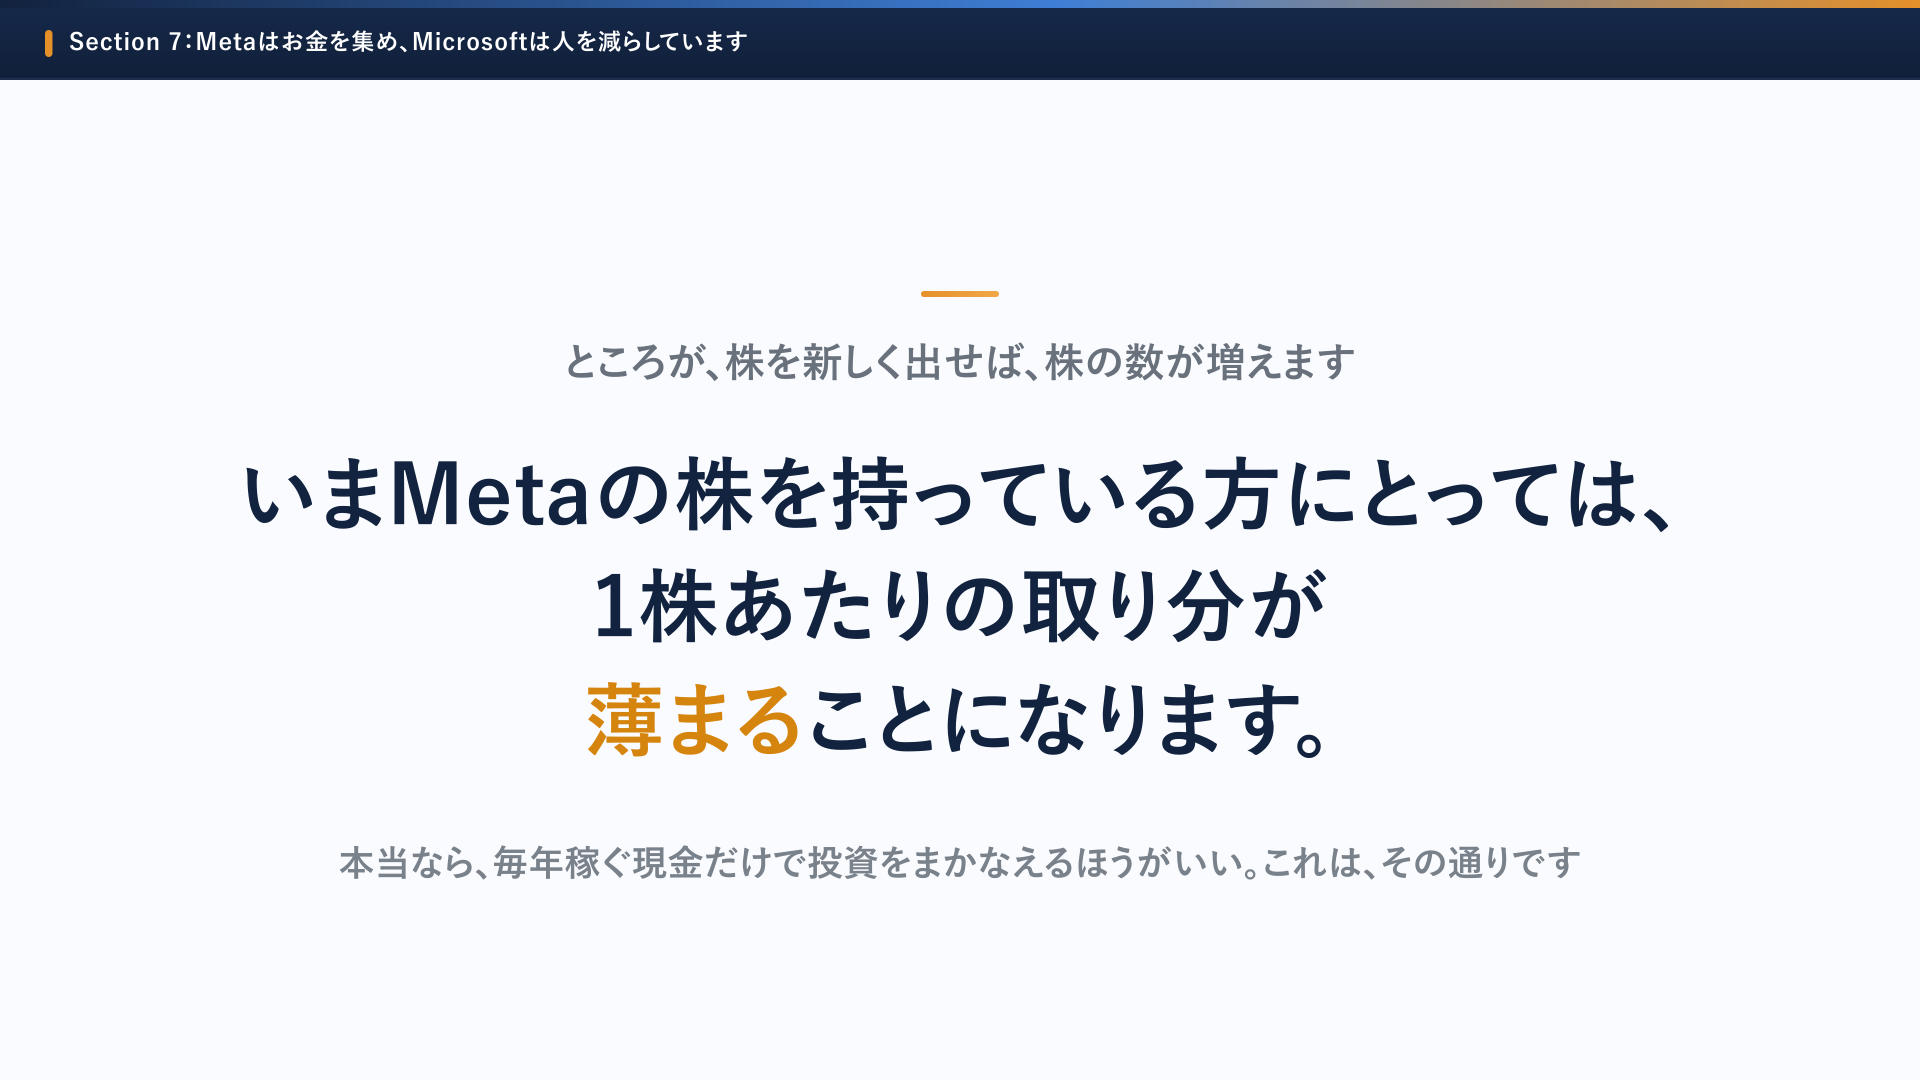 Section 7：Metaはお金を集め、Microsoftは人を減らしています
ところが、株を新しく出せば、株の数が増えます
いまMetaの株を持っている方にとっては、
1株あたりの取り分が
薄まることになります。
本当なら、毎年稼ぐ現金だけで投資をまかなえるほうがいい。これは、その通りです